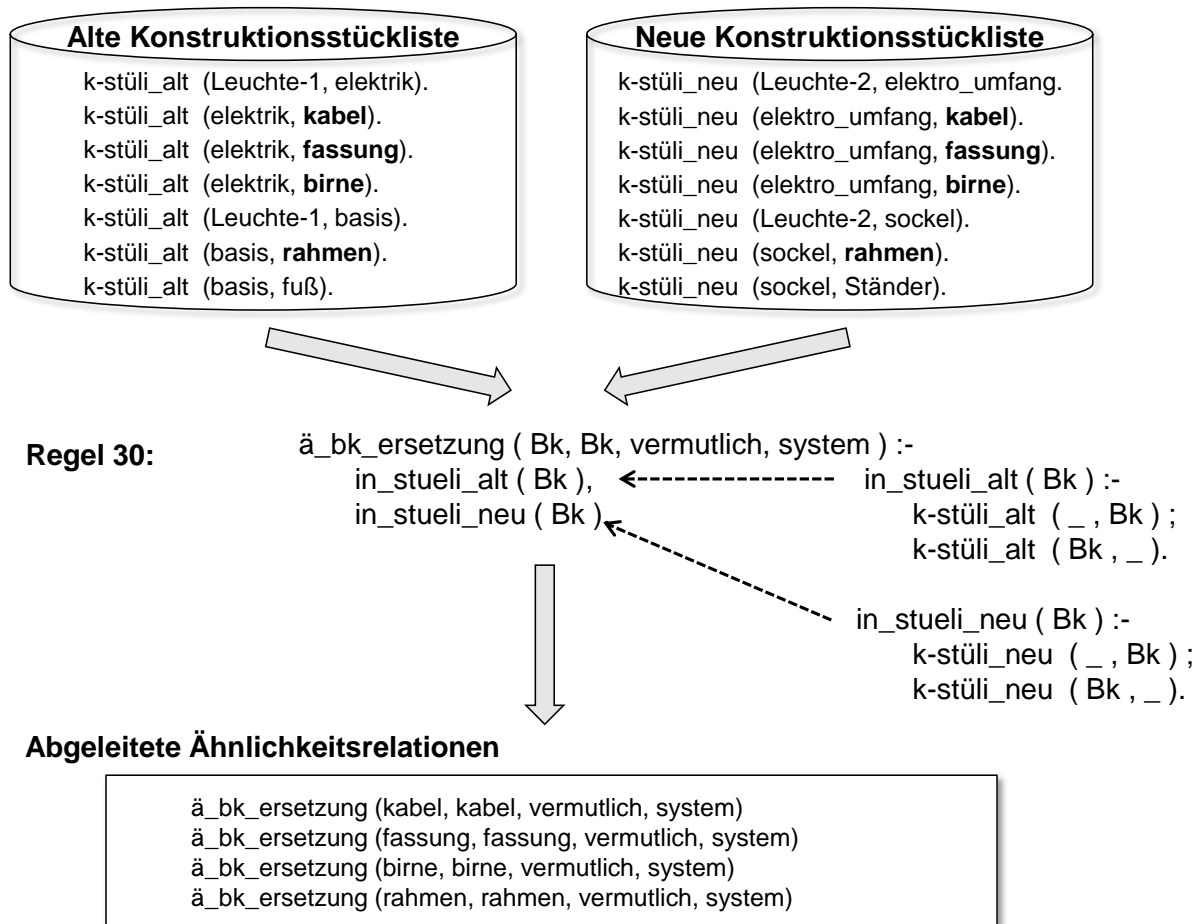 Alte Konstruktionsstückliste
k-stüli_alt (Leuchte-1, elektrik).
k-stüli_alt (elektrik, kabel).
k-stüli_alt (elektrik, fassung).
k-stüli_alt (elektrik, birne).
k-stüli_alt (Leuchte-1, basis).
k-stüli_alt (basis, rahmen).
k-stüli_alt (basis, fuß).
Neue Konstruktionsstückliste
k-stüli_neu (Leuchte-2, elektro_umfang.
k-stüli_neu (elektro_umfang, kabel).
k-stüli_neu (elektro_umfang, fassung).
k-stüli_neu (elektro_umfang, birne).
k-stüli_neu (Leuchte-2, sockel).
k-stüli_neu (sockel, rahmen).
k-stüli_neu (sockel, Ständer).
Regel 30:
ä_bk_ersetzung ( Bk, Bk, vermutlich, system ) :-
in_stueli_alt ( Bk ),
in_stueli_neu ( Bk )
in_stueli_alt ( Bk ) :-
k-stüli_alt ( _ , Bk ) ;
k-stüli_alt ( Bk , _ ).
in_stueli_neu ( Bk ) :-
k-stüli_neu ( _ , Bk ) ;
k-stüli_neu ( Bk , _ ).
Abgeleitete Ähnlichkeitsrelationen
ä_bk_ersetzung (kabel, kabel, vermutlich, system)
ä_bk_ersetzung (fassung, fassung, vermutlich, system)
ä_bk_ersetzung (birne, birne, vermutlich, system)
ä_bk_ersetzung (rahmen, rahmen, vermutlich, system)